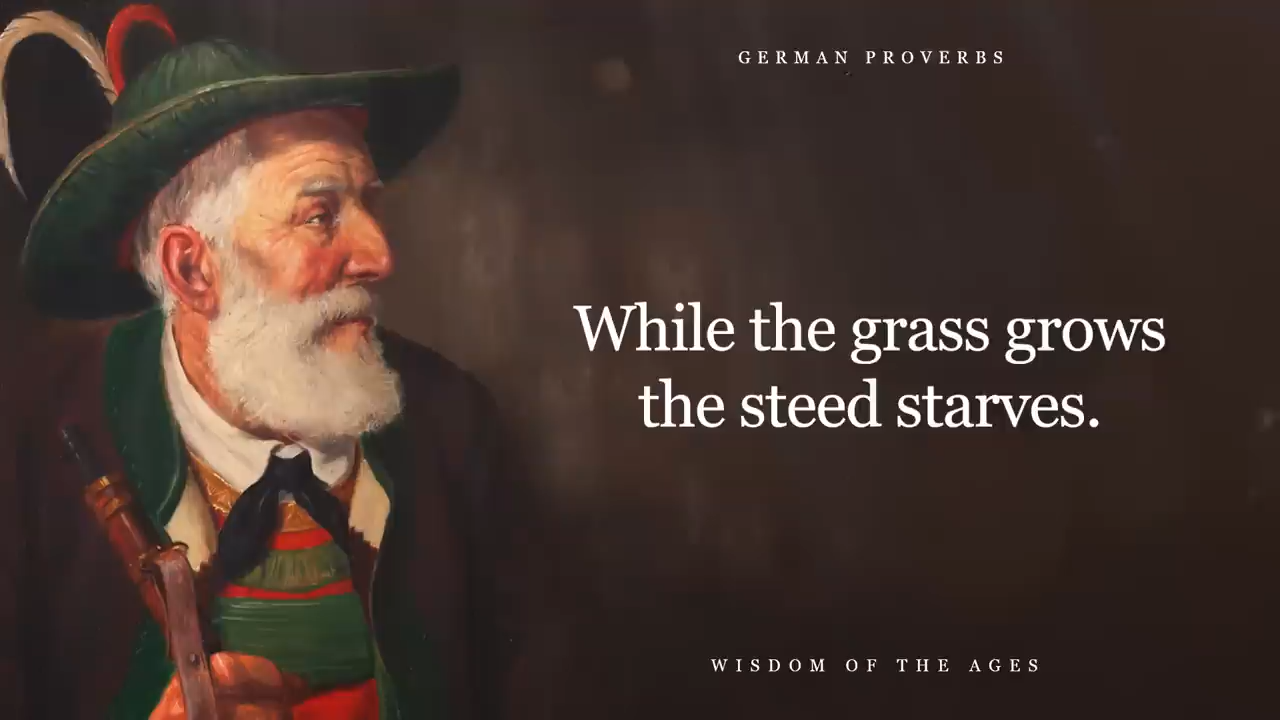 GERMAN PROVERBS
While the grass grows
the steed starves.
WISDOM OF THE AGES